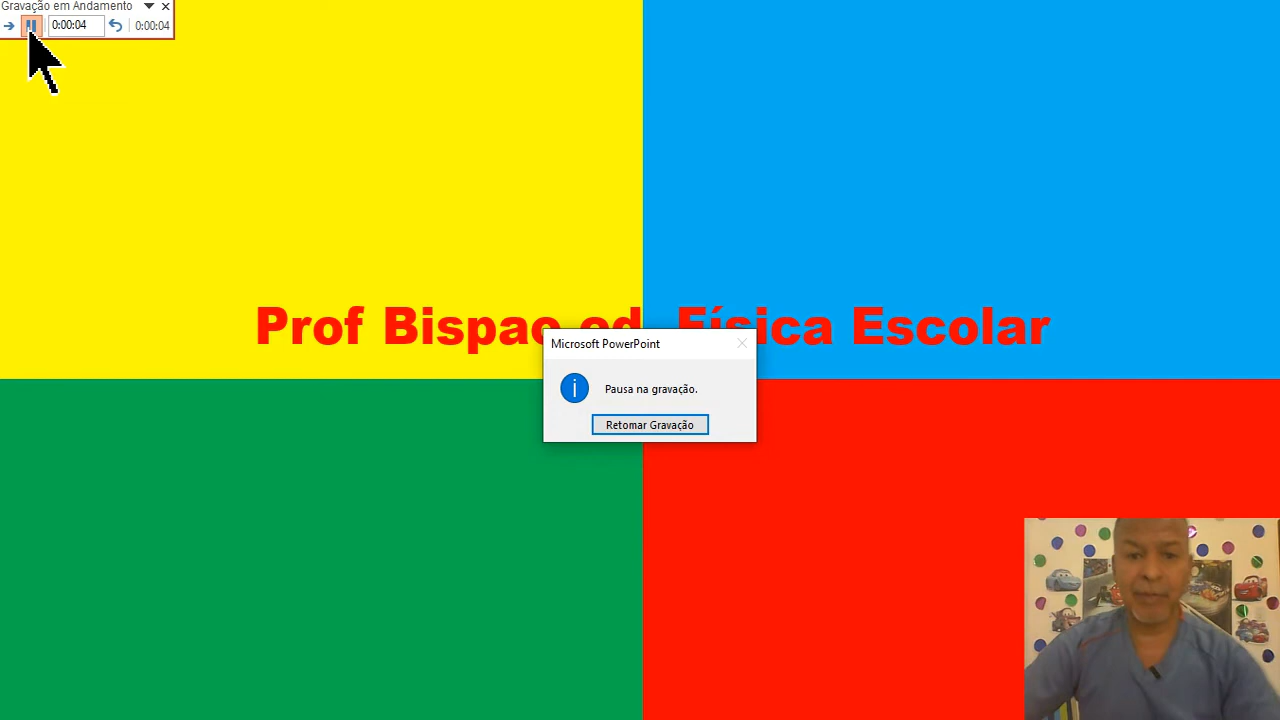 Gravação em Andamento
0:00:04 0:00:04
Prof Bispao ed. Física Escolar
Microsoft PowerPoint
Pausa na gravação.
Retomar Gravação